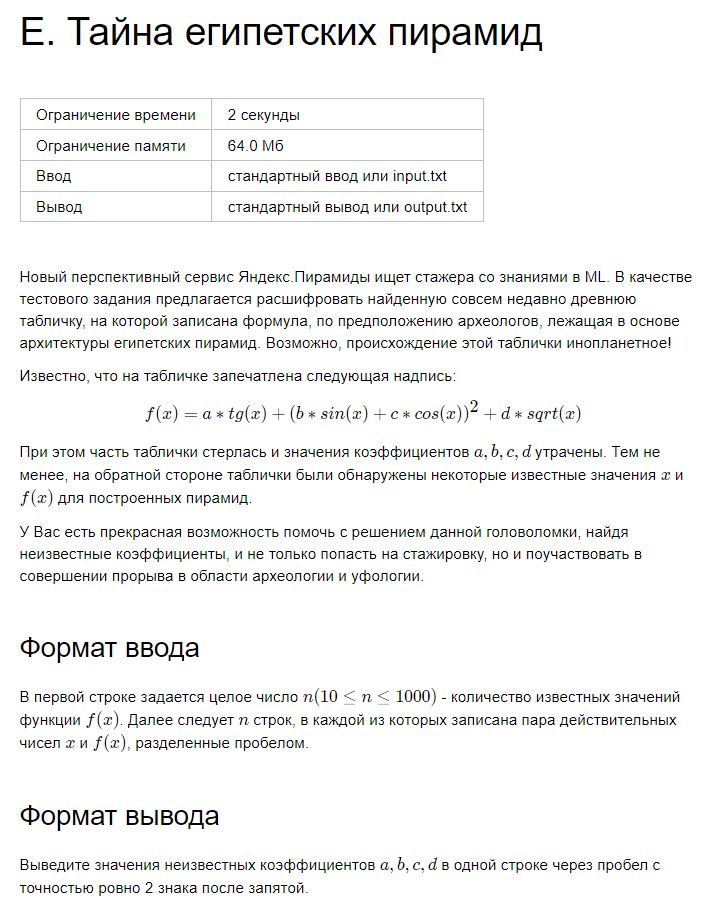 E. Тайна египетских пирамид
Ограничение времени 2 секунды
Ограничение памяти 64.0 Мб
Ввод стандартный ввод или input.txt
Вывод стандартный вывод или output.txt
Новый перспективный сервис Яндекс.Пирамиды ищет стажера со знаниями в ML. В качестве
тестового задания предлагается расшифровать найденную совсем недавно древнюю
табличку, на которой записана формула, по предположению археологов, лежащая в основе
архитектуры египетских пирамид. Возможно, происхождение этой таблички инопланетное!
Известно, что на табличке запечатлена следующая надпись:
f(x) = a * tg(x) + (b * sin(x) + c * cos(x))² + d * sqrt(x)
При этом часть таблички стерлась и значения коэффициентов a, b, c, d утрачены. Тем не
менее, на обратной стороне таблички были обнаружены некоторые известные значения x и
f(x) для построенных пирамид.
У Вас есть прекрасная возможность помочь с решением данной головоломки, найдя
неизвестные коэффициенты, и не только попасть на стажировку, но и поучаствовать в
совершении прорыва в области археологии и уфологии.
Формат ввода
В первой строке задается целое число n(10 ≤ n ≤ 1000) - количество известных значений
функции f(x). Далее следует n строк, в каждой из которых записана пара действительных
чисел x и f(x), разделенные пробелом.
Формат вывода
Выведите значения неизвестных коэффициентов a, b, c, d в одной строке через пробел с
точностью ровно 2 знака после запятой.